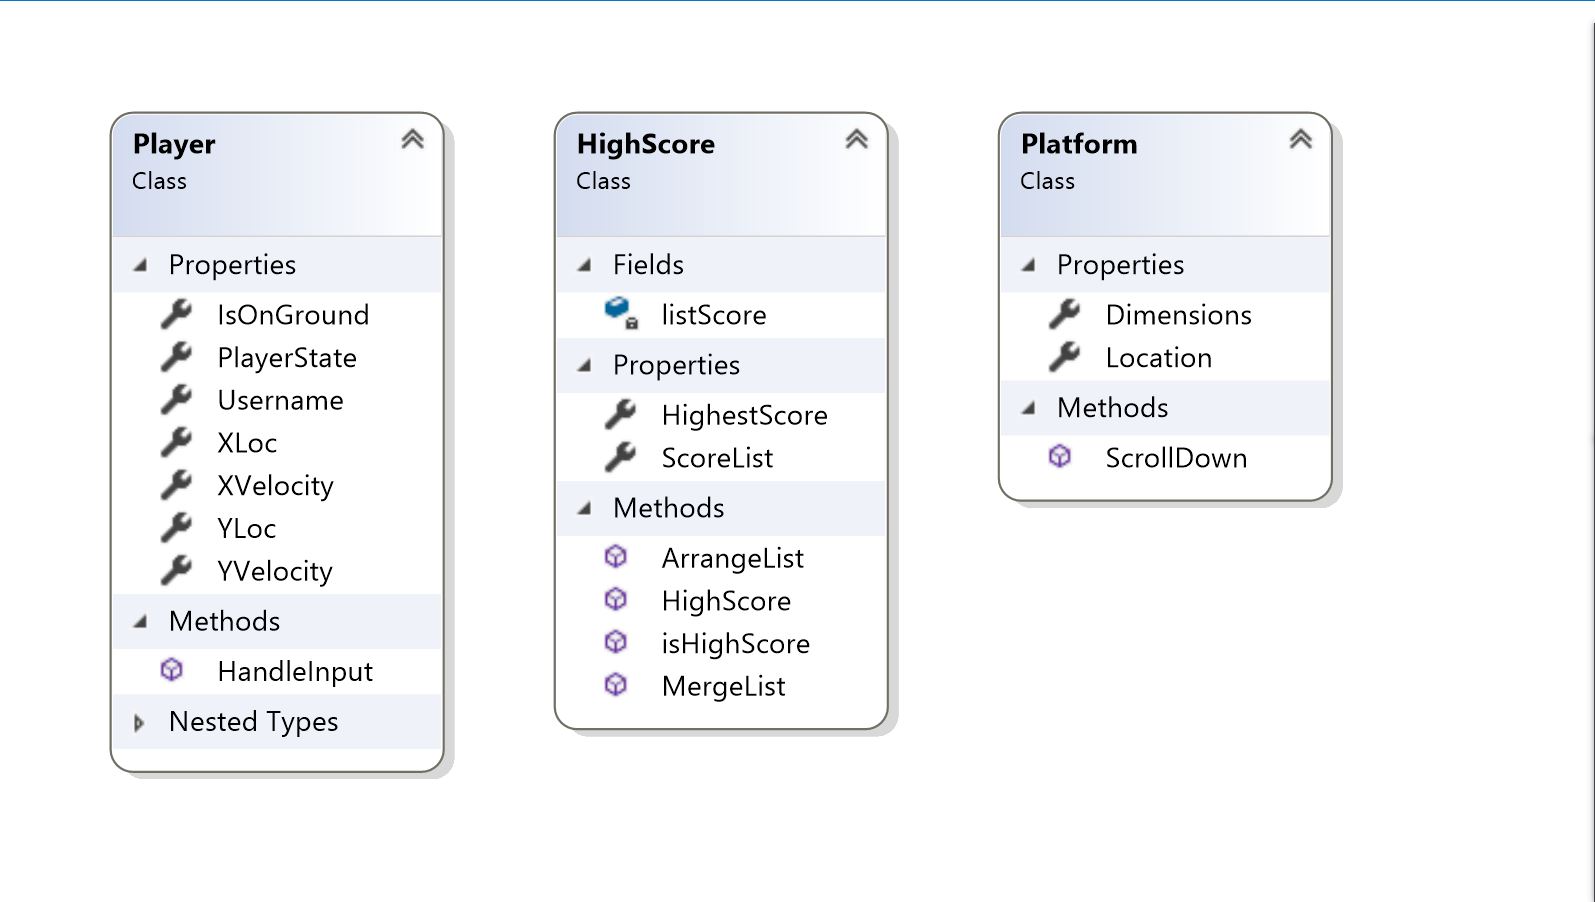 Player
Class
Properties
IsOnGround
PlayerState
Username
XLoc
XVelocity
YLoc
YVelocity
Methods
HandleInput
Nested Types
HighScore
Class
Fields
listScore
Properties
HighestScore
ScoreList
Methods
ArrangeList
HighScore
isHighScore
MergeList
Platform
Class
Properties
Dimensions
Location
Methods
ScrollDown